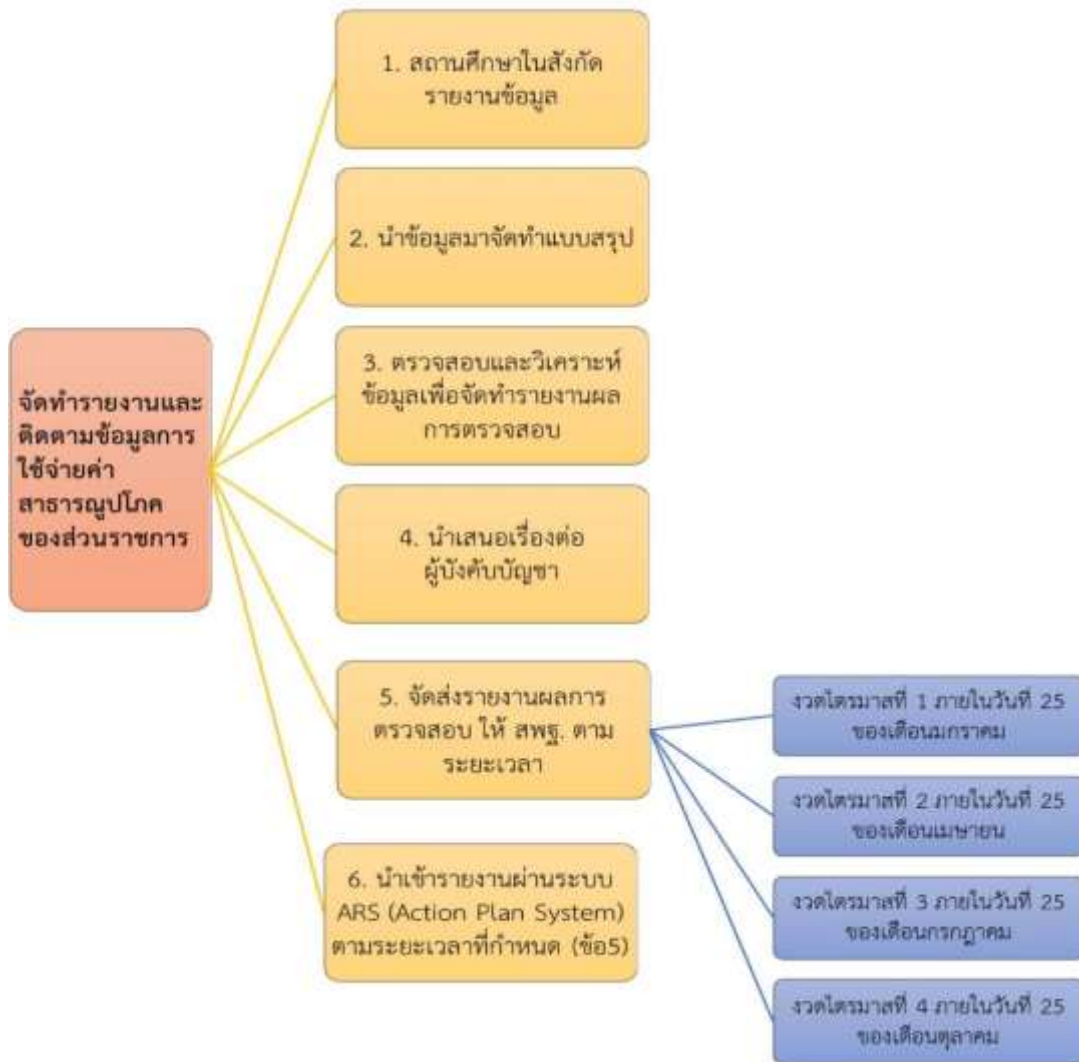 1. สถานศึกษาในสังกัด
รายงานข้อมูล
2. นำข้อมูลมาจัดทำแบบสรุป
3. ตรวจสอบและวิเคราะห์
ข้อมูลเพื่อจัดทำรายงานผล
การตรวจสอบ
จัดทำรายงานและ
ติดตามข้อมูลการ
ใช้จ่ายค่า
สาธารณูปโภค
ของส่วนราชการ
4. นำเสนอเรื่องต่อ
ผู้บังคับบัญชา
5. จัดส่งรายงานผลการ
ตรวจสอบ ให้ สพฐ. ตาม
ระยะเวลา
งวดไตรมาสที่ 1 ภายในวันที่ 25
ของเดือนมกราคม
งวดไตรมาสที่ 2 ภายในวันที่ 25
ของเดือนเมษายน
6. นำเข้ารายงานผ่านระบบ
ARS (Action Plan System)
ตามระยะเวลาที่กำหนด (ข้อ5)
งวดไตรมาสที่ 3 ภายในวันที่ 25
ของเดือนกรกฎาคม
งวดไตรมาสที่ 4 ภายในวันที่ 25
ของเดือนตุลาคม